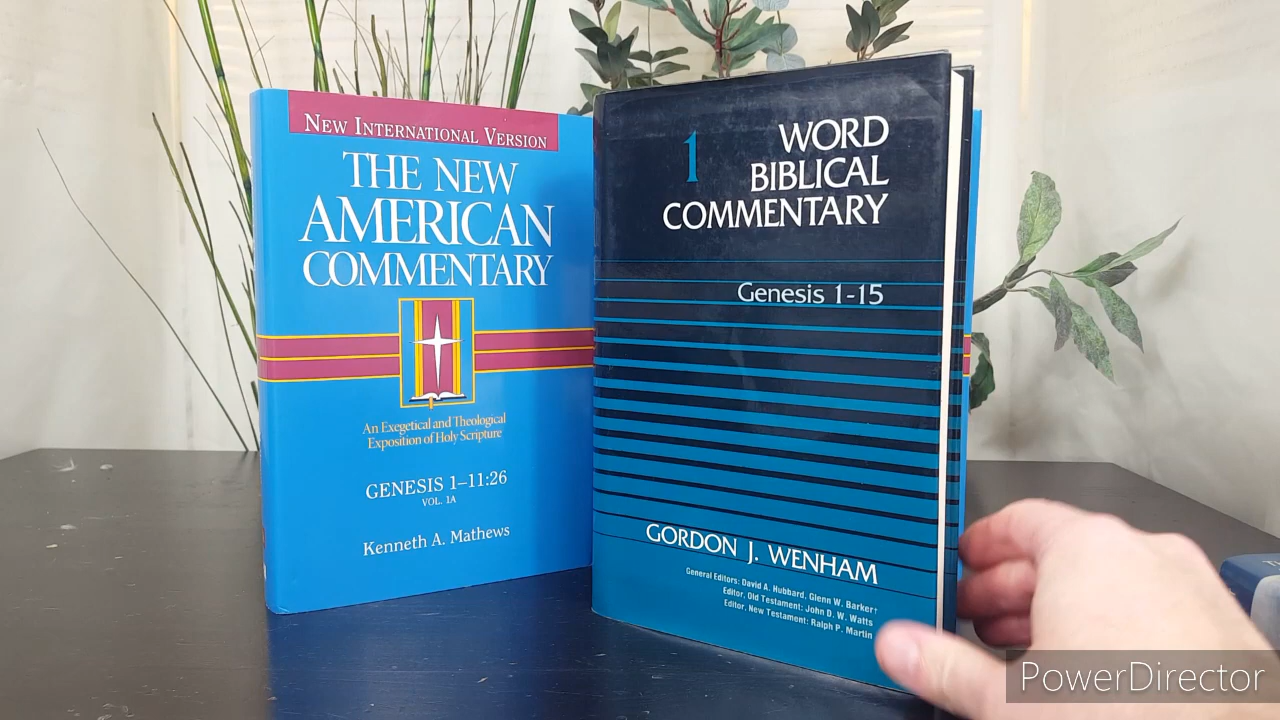 NEW INTERNATIONAL VERSION
THE NEW
AMERICAN
COMMENTARY
An Exegetical and Theological
Exposition of Holy Scripture
GENESIS 1–11:26
VOL. 1A
Kenneth A. Mathews
1
WORD
BIBLICAL
COMMENTARY
Genesis 1-15
GORDON J. WENHAM
General Editors: David A. Hubbard, Glenn W. Barker†
Editor, Old Testament: John D. W. Watts
Editor, New Testament: Ralph P. Martin
PowerDirector